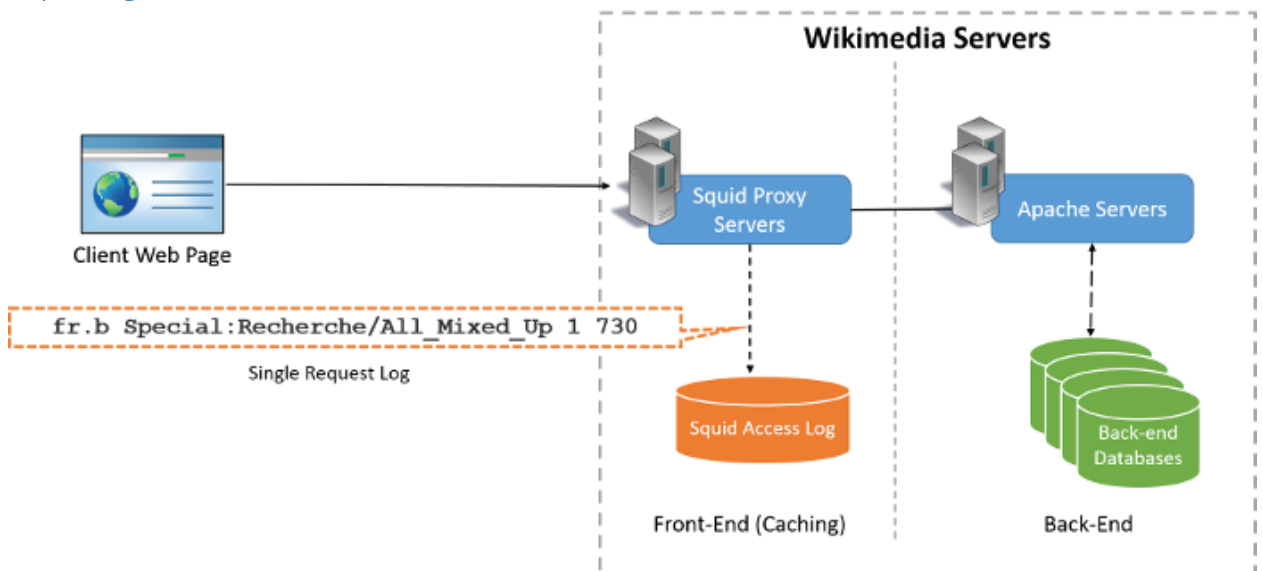 Wikimedia Servers
Squid Proxy
Servers
Apache Servers
Client Web Page
fr.b Special:Recherche/All_Mixed_Up 1 730
Single Request Log
Squid Access Log
Back-end
Databases
Front-End (Caching)
Back-End